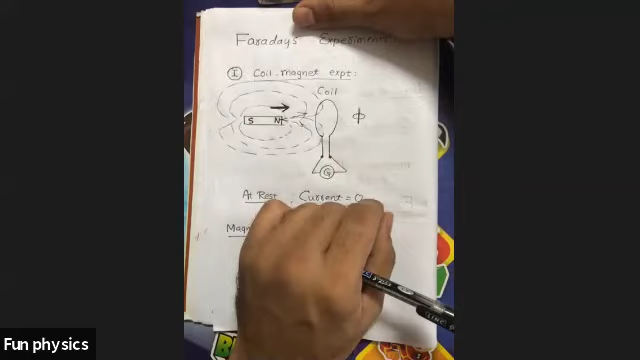 Faradays Experiment
I Coil-magnet expt:
Coil
S N
ϕ
G
At Rest, Current = 0
Fun physics